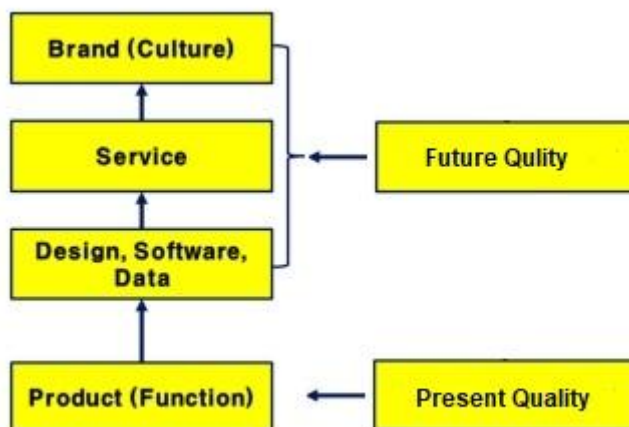 Brand (Culture)
Service
Future Qulity
Design, Software,
Data
Product (Function)
Present Quality